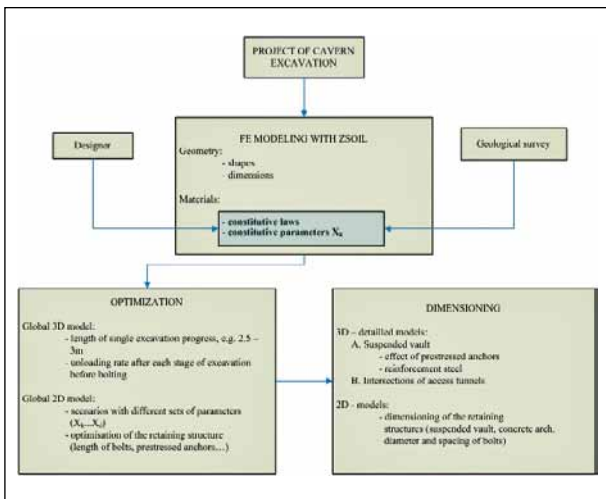 PROJECT OF CAVERN
EXCAVATION
FE MODELING WITH ZSOIL
Geometry:
- shapes
- dimensions
Materials:
- constitutive laws
- constitutive parameters Xₖ
Designer
Geological survey
OPTIMIZATION
Global 3D model:
- length of single excavation progress, e.g. 2.5 –
3m
- unloading rate after each stage of excavation
before bolting
Global 2D model:
- scenarios with different sets of parameters
- optimisation of the retaining structure
(length of bolts, prestressed anchors…)
DIMENSIONING
3D – detailled models:
A. Suspended vault
- effect of prestressed anchors
- reinforcement steel
B. Intersections of access tunnels
2D – models:
- dimensioning of the retaining
structures (suspended vault, concrete arch,
diameter and spacing of bolts)